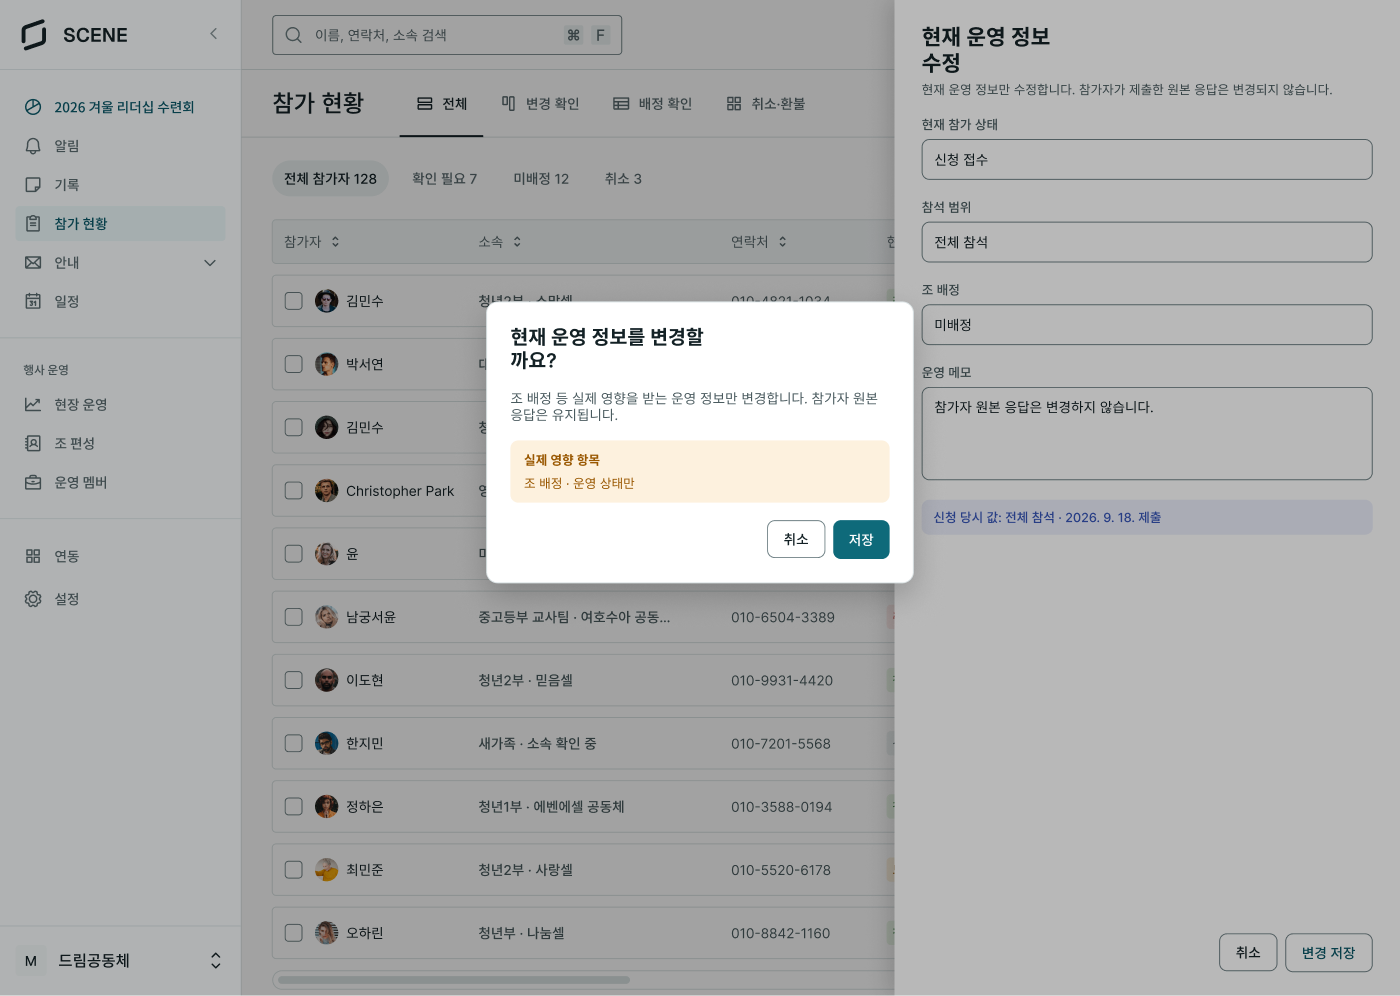 SCENE
2026 겨울 리더십 수련회
알림
기록
참가 현황
안내
일정
행사 운영
현장 운영
조 편성
운영 멤버
연동
설정
M 드림공동체
이름, 연락처, 소속 검색 ⌘ F
참가 현황 전체 변경 확인 배정 확인 취소·환불
전체 참가자 128 확인 필요 7 미배정 12 취소 3
참가자 소속 연락처
김민수
박서연
김민수
Christopher Park
윤
남궁서윤 중고등부 교사팀 · 여호수아 공동... 010-6504-3389
이도현 청년2부 · 믿음셀 010-9931-4420
한지민 새가족 · 소속 확인 중 010-7201-5568
정하은 청년1부 · 에벤에셀 공동체 010-3588-0194
최민준 청년2부 · 사랑셀 010-5520-6178
오하린 청년부 · 나눔셀 010-8842-1160
현재 운영 정보를 변경할
까요?
조 배정 등 실제 영향을 받는 운영 정보만 변경합니다. 참가자 원본
응답은 유지됩니다.
실제 영향 항목
조 배정 · 운영 상태만
취소 저장
현재 운영 정보
수정
현재 운영 정보만 수정합니다. 참가자가 제출한 원본 응답은 변경되지 않습니다.
현재 참가 상태
신청 접수
참석 범위
전체 참석
조 배정
미배정
운영 메모
참가자 원본 응답은 변경하지 않습니다.
신청 당시 값: 전체 참석 · 2026. 9. 18. 제출
취소 변경 저장